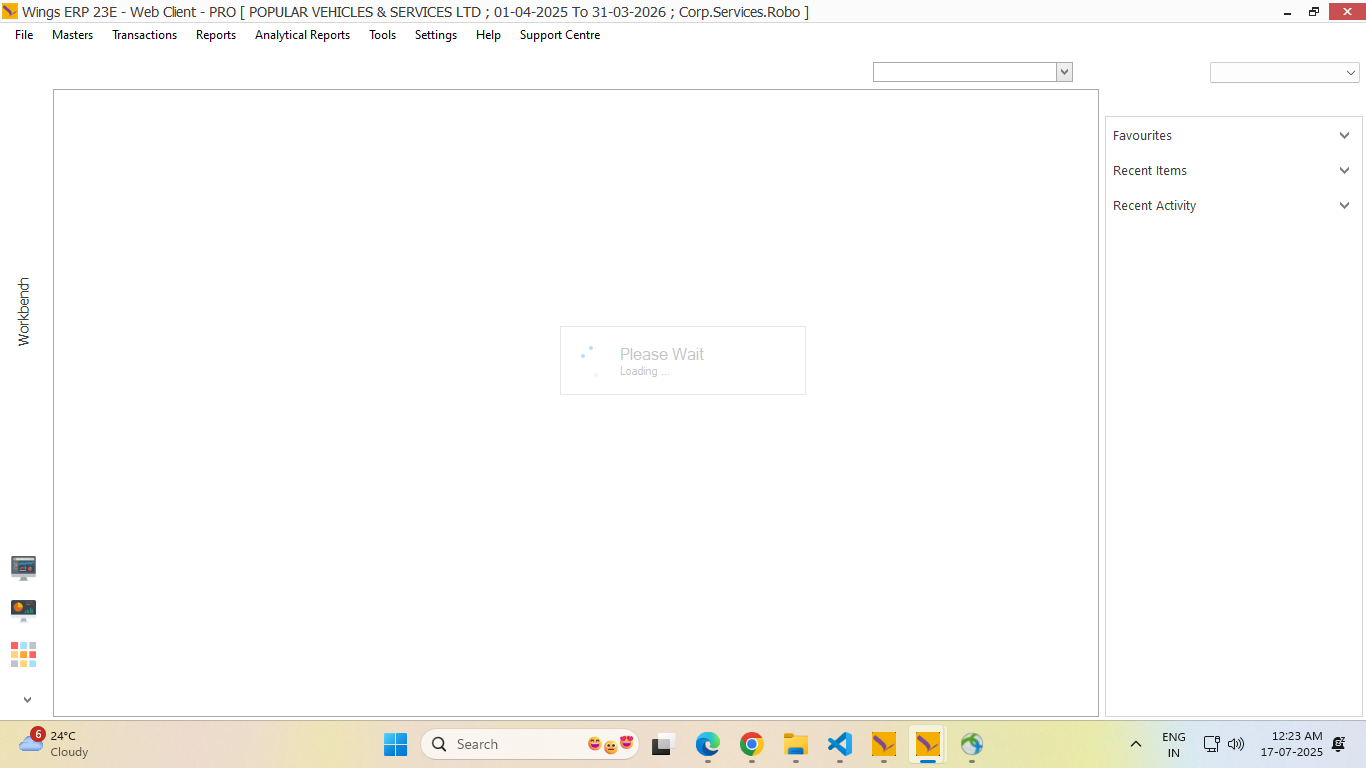 Wings ERP 23E - Web Client - PRO [ POPULAR VEHICLES & SERVICES LTD ; 01-04-2025 To 31-03-2026 ; Corp.Services.Robo ]
File Masters Transactions Reports Analytical Reports Tools Settings Help Support Centre
Favourites
Recent Items
Recent Activity
Workbench
Please Wait
Loading ...
6
24°C
Cloudy
Search
ENG
IN
12:23 AM
17-07-2025